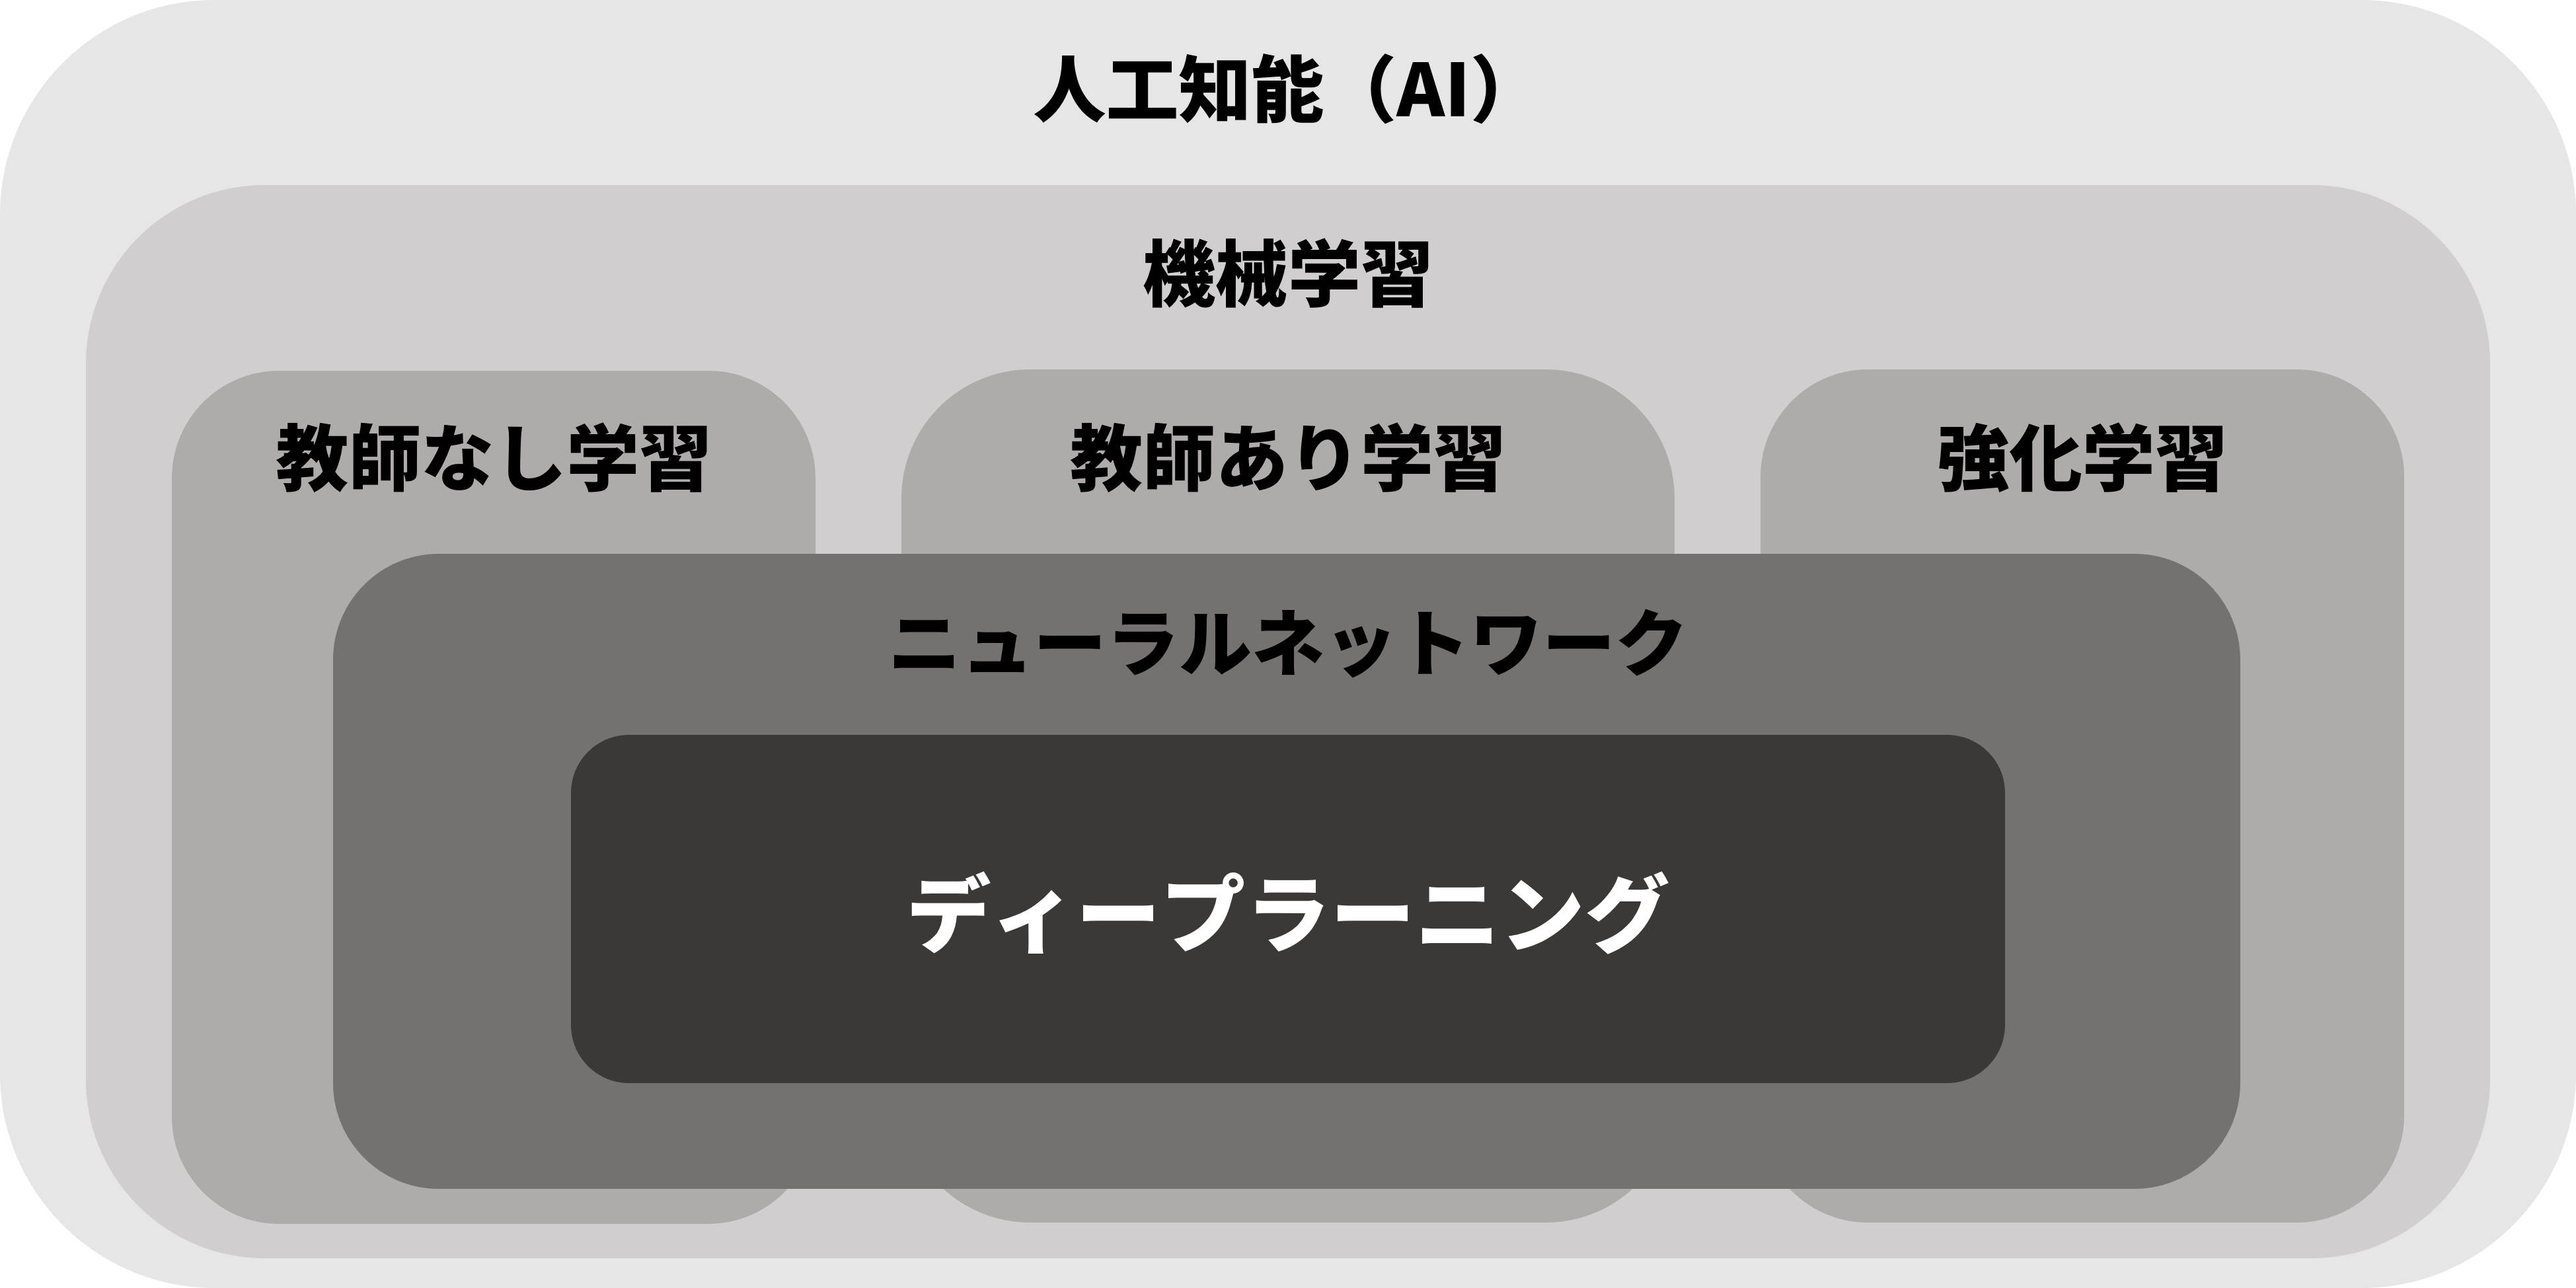 人工知能（AI）
機械学習
教師なし学習
教師あり学習
強化学習
ニューラルネットワーク
ディープラーニング